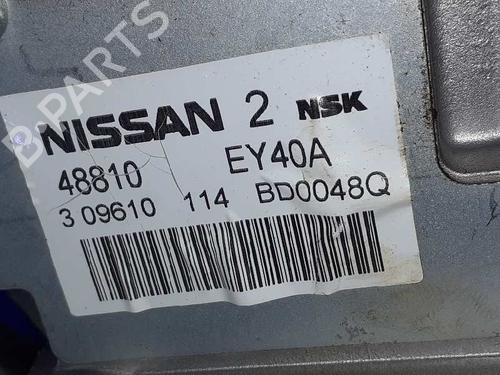 B-PARTS
NISSAN 2 NSK
48810 EY40A
3 09610 114 BD0048Q